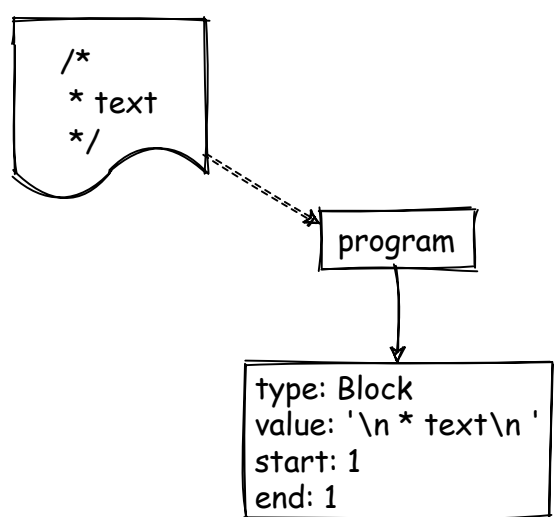 /*
* text
*/
program
type: Block
value: '\n * text\n '
start: 1
end: 1